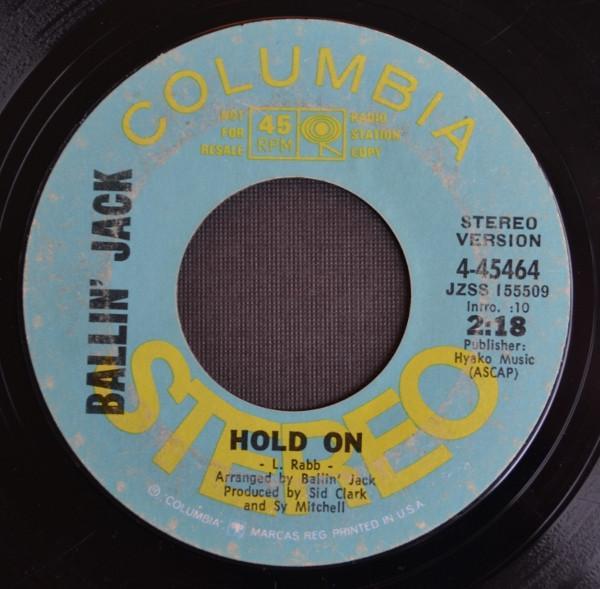 COLUMBIA
NOT
FOR
RESALE
45
RPM
RADIO
STATION
COPY
BALLIN' JACK
STEREO
VERSION
4-45464
JZSS 155509
Intro. :10
2:18
Publisher:
Hyako Music
(ASCAP)
STEREO
HOLD ON
- L. Rabb -
Arranged by Ballin' Jack
Produced by Sid Clark
and Sy Mitchell
© "COLUMBIA" MARCAS REG. PRINTED IN U.S.A.